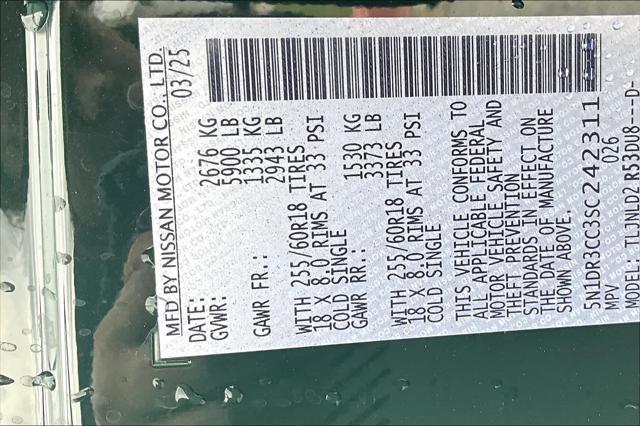 MFD BY NISSAN MOTOR CO., LTD.
DATE: 03/25
GVWR: 2676 KG
5900 LB
GAWR FR.: 1335 KG
2943 LB
WITH 255/60R18 TIRES
18 X 8.0 RIMS AT 33 PSI
COLD SINGLE
GAWR RR.: 1530 KG
3373 LB
WITH 255/60R18 TIRES
18 X 8.0 RIMS AT 33 PSI
COLD SINGLE
THIS VEHICLE CONFORMS TO
ALL APPLICABLE FEDERAL
MOTOR VEHICLE SAFETY AND
THEFT PREVENTION
STANDARDS IN EFFECT ON
THE DATE OF MANUFACTURE
SHOWN ABOVE.
5N1DR3CC3SC242311
MPV 026
MODEL: TLJNLD2 R53DU8---D-